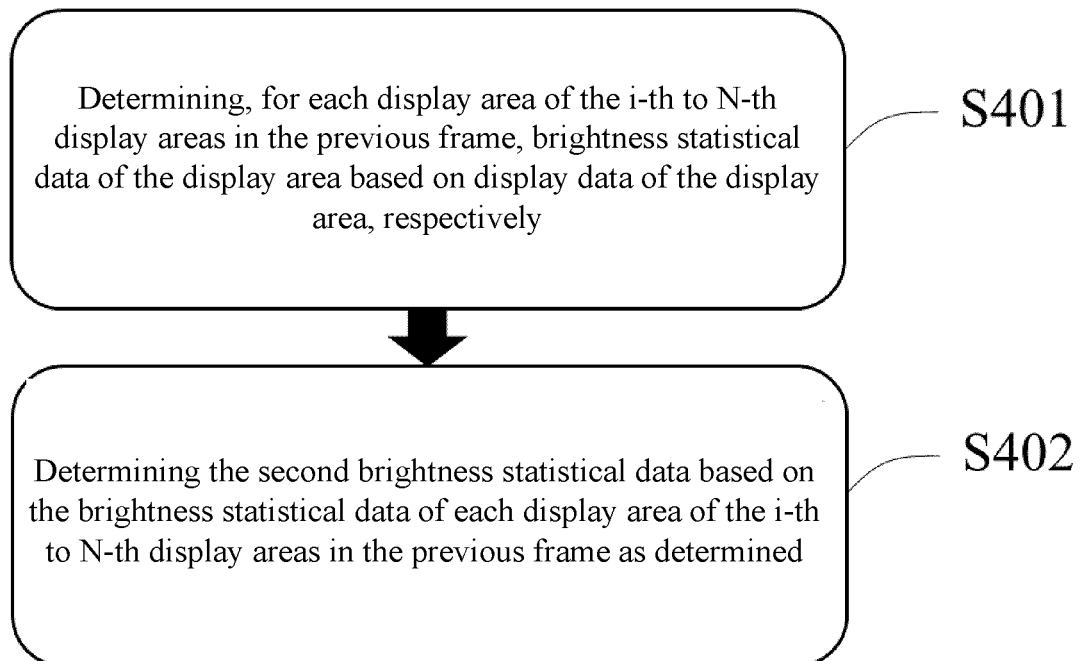 Determining, for each display area of the i-th to N-th
display areas in the previous frame, brightness statistical
data of the display area based on display data of the display
area, respectively
S401
Determining the second brightness statistical data based on
the brightness statistical data of each display area of the i-th
to N-th display areas in the previous frame as determined
S402